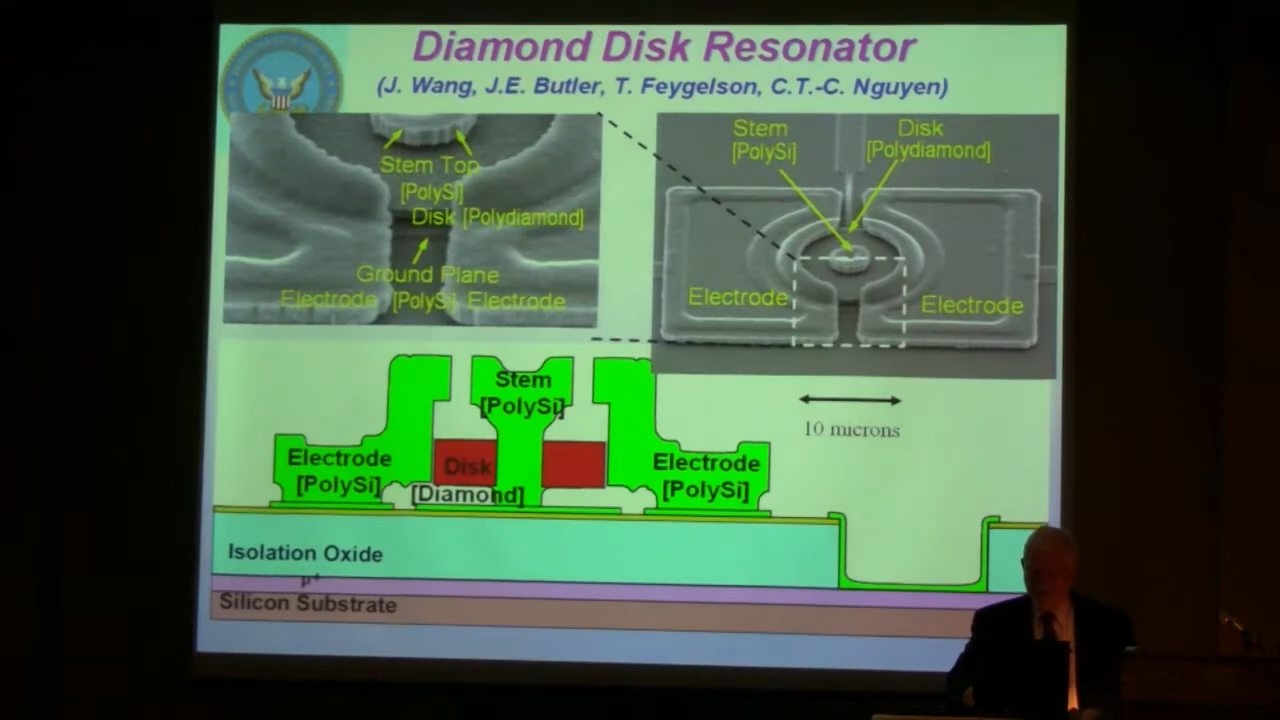 Diamond Disk Resonator
(J. Wang, J.E. Butler, T. Feygelson, C.T.-C. Nguyen)
Stem Top
[PolySi]
Disk [Polydiamond]
Ground Plane
Electrode [PolySi] Electrode
Stem
[PolySi]
Disk
[Polydiamond]
Electrode
Electrode
10 microns
Stem
[PolySi]
Electrode
[PolySi]
Disk
[Diamond]
Electrode
[PolySi]
Isolation Oxide
p+
Silicon Substrate